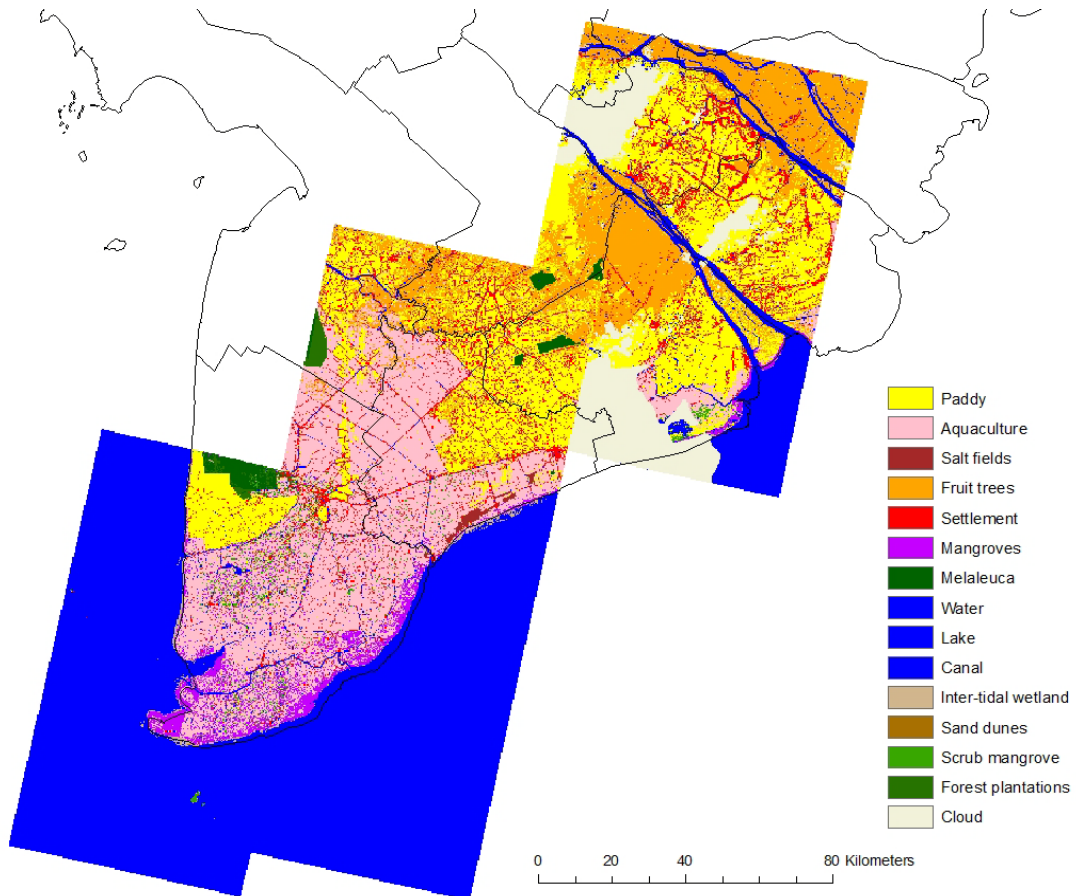 Paddy
Aquaculture
Salt fields
Fruit trees
Settlement
Mangroves
Melaleuca
Water
Lake
Canal
Inter-tidal wetland
Sand dunes
Scrub mangrove
Forest plantations
Cloud
0 20 40 80 Kilometers